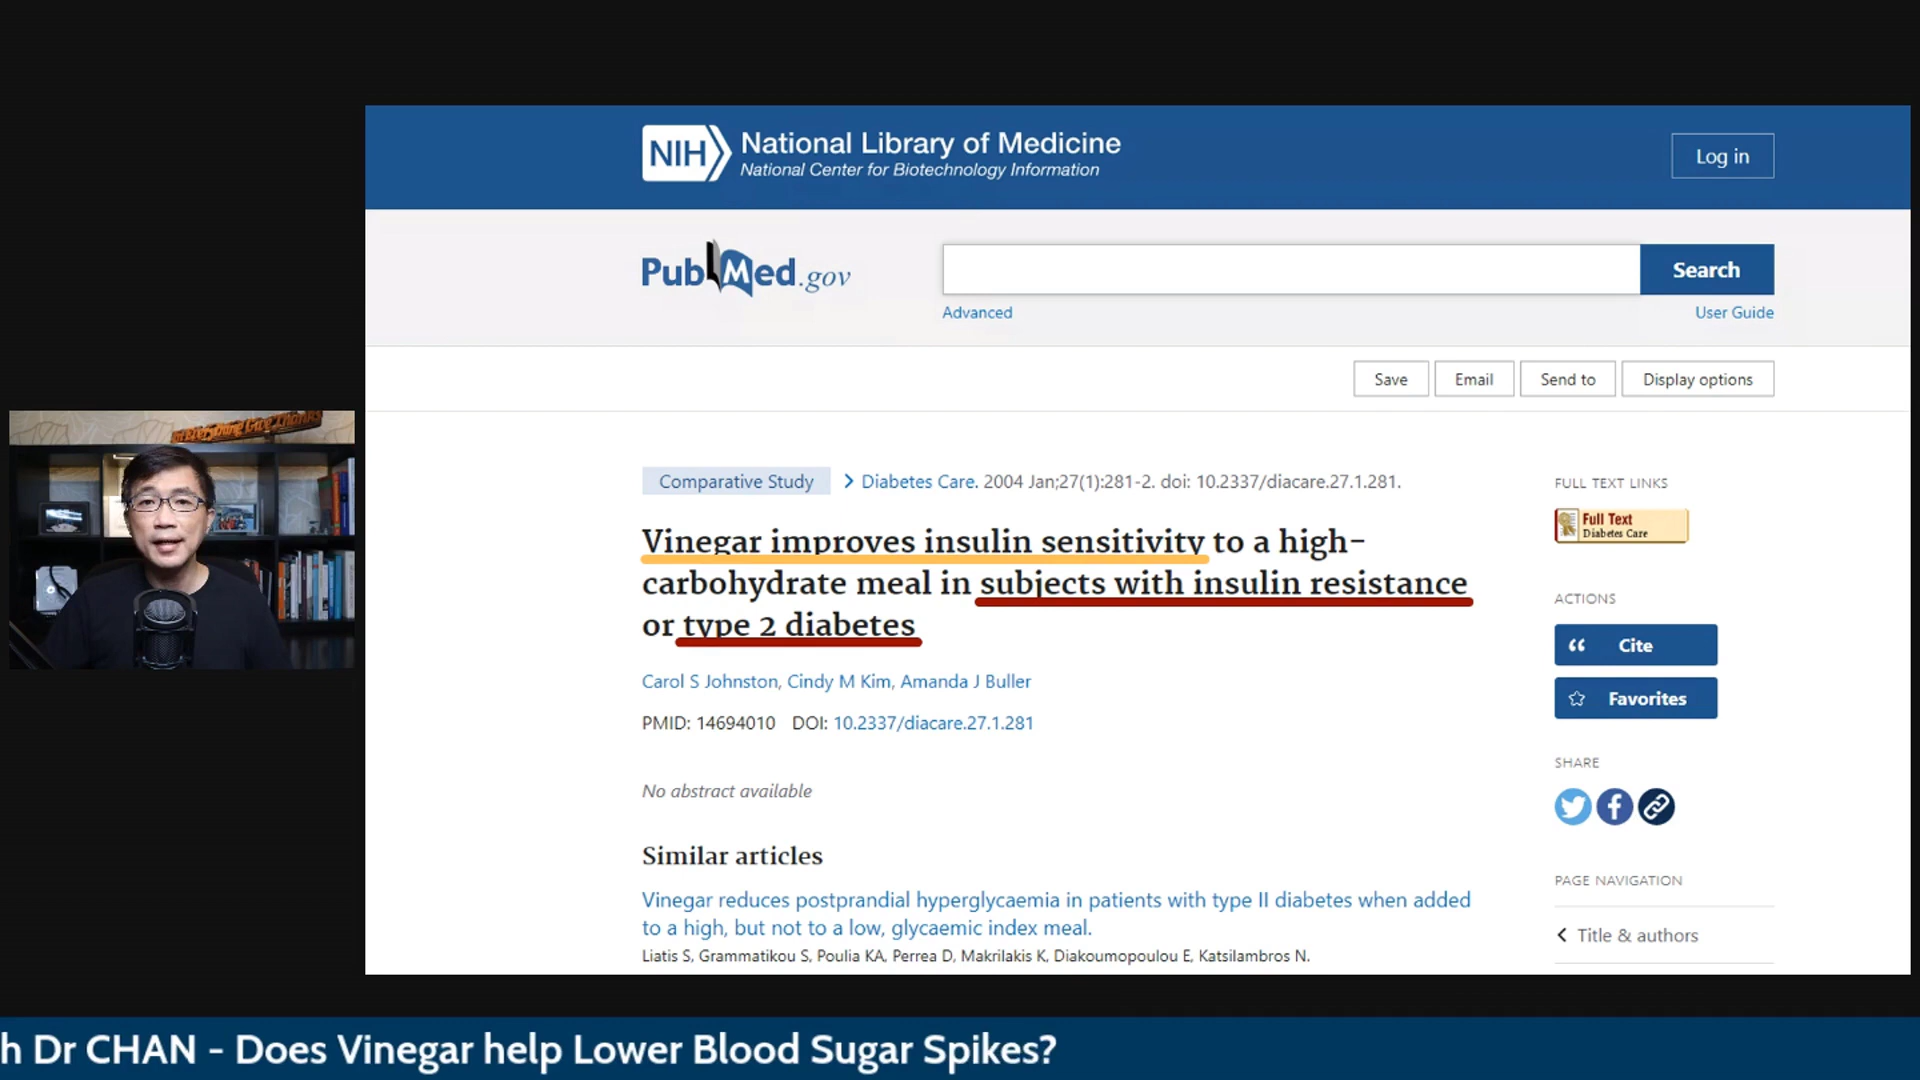 NIH National Library of Medicine
National Center for Biotechnology Information
Log in
PubMed.gov
Search
Advanced
User Guide
Save
Email
Send to
Display options
Comparative Study > Diabetes Care. 2004 Jan;27(1):281-2. doi: 10.2337/diacare.27.1.281.
Vinegar improves insulin sensitivity to a high-
carbohydrate meal in subjects with insulin resistance
or type 2 diabetes
Carol S Johnston, Cindy M Kim, Amanda J Buller
PMID: 14694010 DOI: 10.2337/diacare.27.1.281
No abstract available
Similar articles
Vinegar reduces postprandial hyperglycaemia in patients with type II diabetes when added
to a high, but not to a low, glycaemic index meal.
Liatis S, Grammatikou S, Poulia KA, Perrea D, Makrilakis K, Diakoumopoulou E, Katsilambros N.
FULL TEXT LINKS
Full Text
Diabetes Care
ACTIONS
Cite
Favorites
SHARE
PAGE NAVIGATION
Title & authors
In Everything Give Thanks
h Dr CHAN - Does Vinegar help Lower Blood Sugar Spikes?